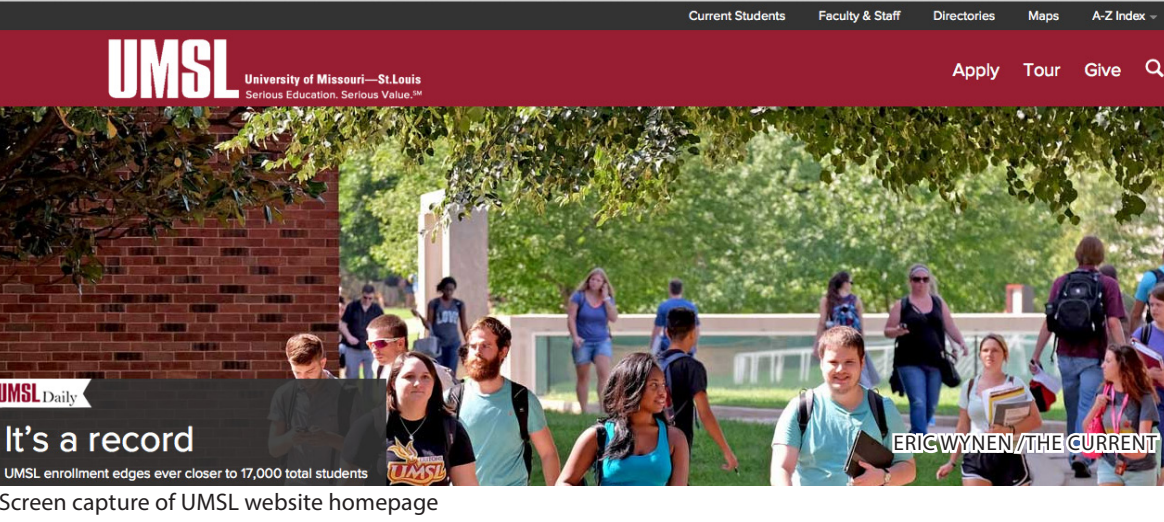 Current Students Faculty & Staff Directories Maps A-Z Index
UMSL
University of Missouri—St.Louis
Serious Education. Serious Value.℠
Apply Tour Give
UMSL Daily
It's a record
UMSL enrollment edges ever closer to 17,000 total students
LOVE
UMSL
ERIC WYNEN /THE CURRENT
Screen capture of UMSL website homepage